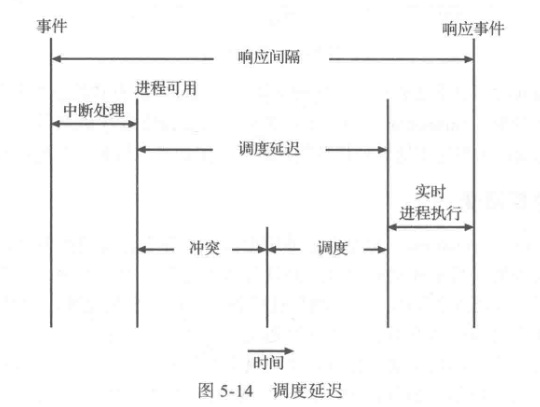 事件
响应事件
响应间隔
进程可用
中断处理
调度延迟
实时
进程执行
冲突
调度
时间
图 5-14 调度延迟